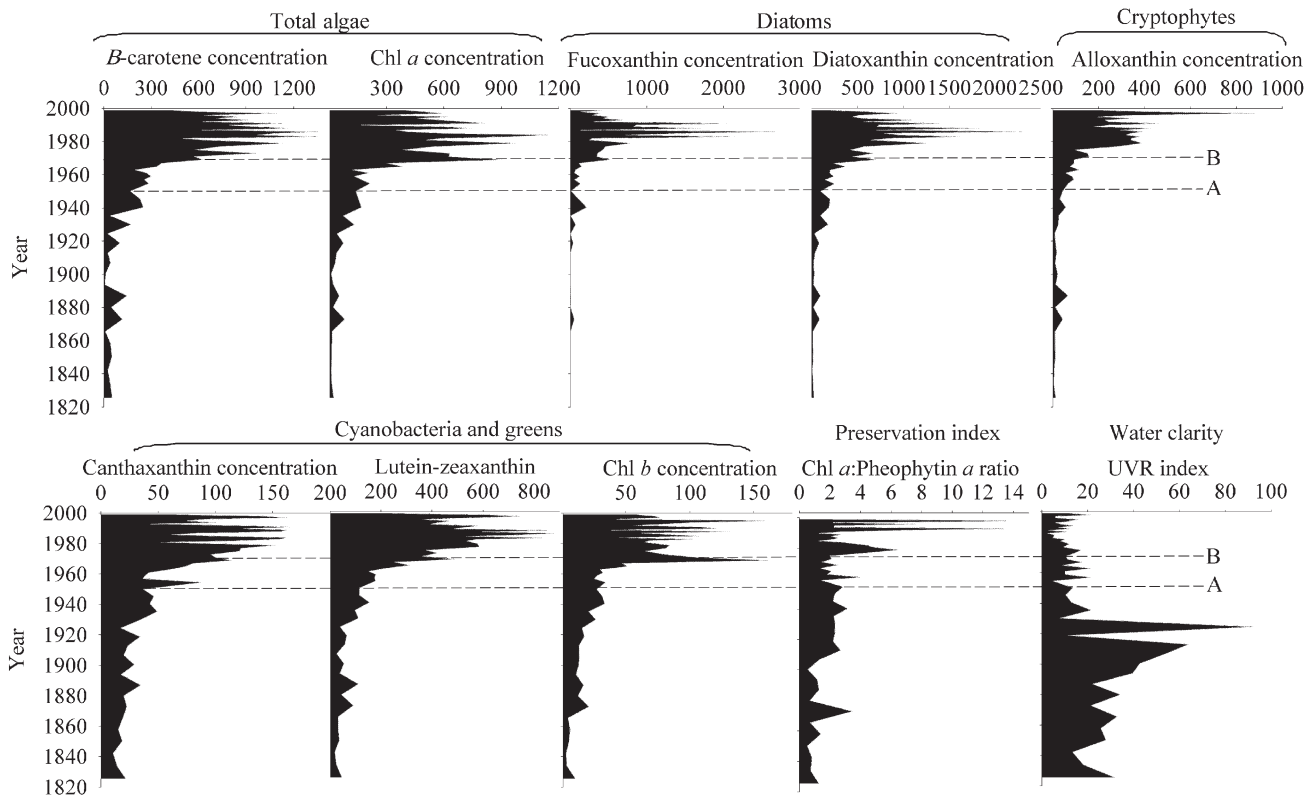 Total algae
Diatoms
Cryptophytes
B-carotene concentration
Chl a concentration
Fucoxanthin concentration
Diatoxanthin concentration
Alloxanthin concentration
0 300 600 900 1200
300 600 900 1200
0 1000 2000 3000
500 1000 1500 2000 2500
0 200 400 600 800 1000
Year
2000
1980
1960
1940
1920
1900
1880
1860
1840
1820
B
A
Cyanobacteria and greens
Preservation index
Water clarity
Canthaxanthin concentration
Lutein-zeaxanthin
Chl b concentration
Chl a:Pheophytin a ratio
UVR index
0 50 100 150 200
200 400 600 800
50 100 150
0 2 4 6 8 10 12 14
0 20 40 60 80 100
Year
2000
1980
1960
1940
1920
1900
1880
1860
1840
1820
B
A